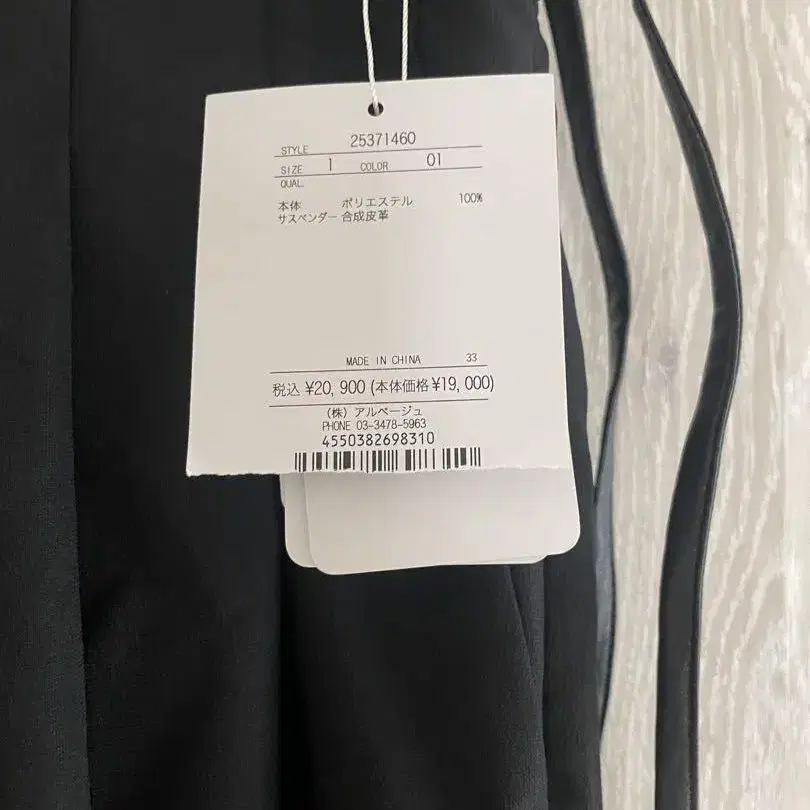 STYLE 25371460
SIZE 1 COLOR 01
QUAL.
本体 ポリエステル 100%
サスペンダー 合成皮革
MADE IN CHINA 33
税込 ¥20,900 (本体価格¥19,000)
(株) アルページュ
PHONE 03-3478-5963
4550382698310